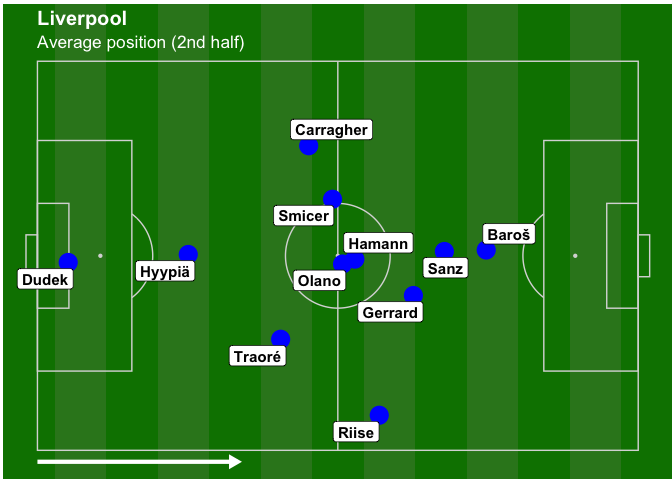 Liverpool
Average position (2nd half)
Carragher
Smicer
Baroš
Hamann
Sanz
Hyypiä
Dudek
Olano
Gerrard
Traoré
Riise